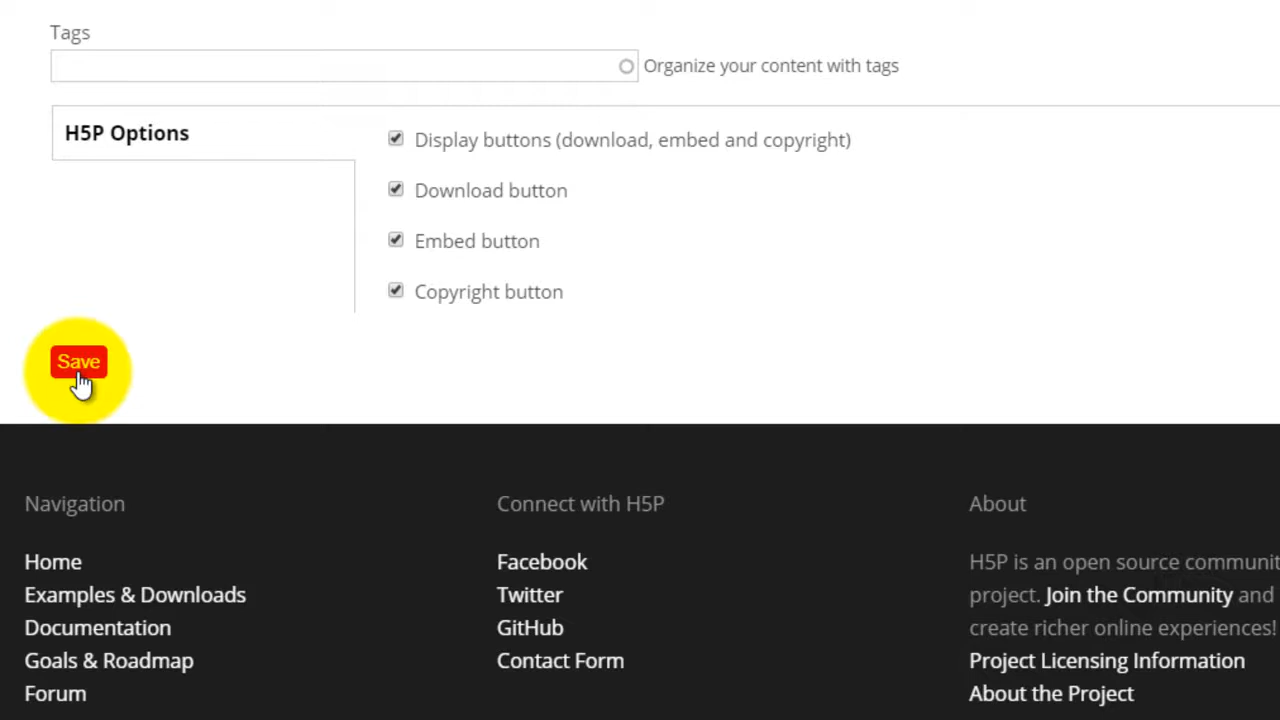 Tags
Organize your content with tags
H5P Options
Display buttons (download, embed and copyright)
Download button
Embed button
Copyright button
Save
Navigation
Home
Examples & Downloads
Documentation
Goals & Roadmap
Forum
Connect with H5P
Facebook
Twitter
GitHub
Contact Form
About
H5P is an open source communit
project. Join the Community and
create richer online experiences!
Project Licensing Information
About the Project